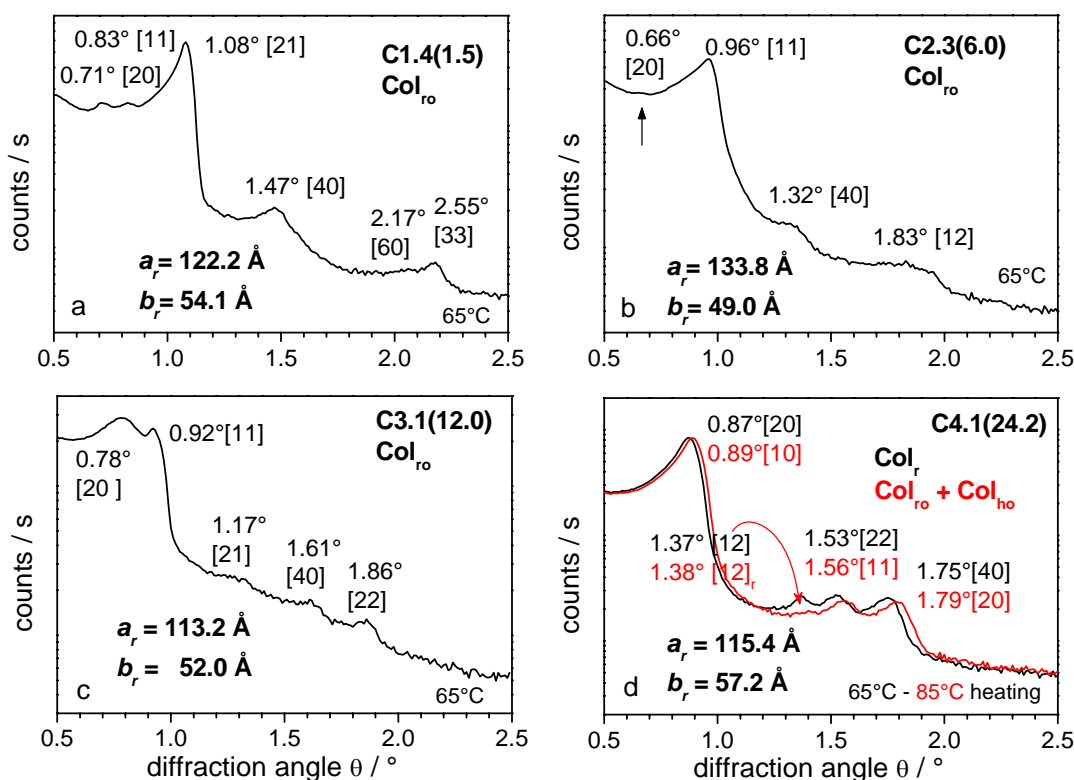 0.83° [11]
1.08° [21]
C1.4(1.5)
0.71° [20]
Col_ro
1.47° [40]
2.17°
[60]
2.55°
[33]
a_r= 122.2 Å
b_r= 54.1 Å
a
65°C
counts / s
0.5 1.0 1.5 2.0 2.5
0.66°
[20]
0.96° [11]
C2.3(6.0)
Col_ro
1.32° [40]
1.83° [12]
a_r= 133.8 Å
b_r= 49.0 Å
b
65°C
counts / s
0.5 1.0 1.5 2.0 2.5
C3.1(12.0)
Col_ro
0.92°[11]
0.78°
[20 ]
1.17°
[21]
1.61°
[40]
1.86°
[22]
a_r= 113.2 Å
b_r= 52.0 Å
c
65°C
counts / s
0.5 1.0 1.5 2.0 2.5
diffraction angle θ / °
0.87°[20]
0.89°[10]
C4.1(24.2)
Col_r
Col_ro + Col_ho
1.37° [12]
1.38° [12]_r
1.53°[22]
1.56°[11]
1.75°[40]
1.79°[20]
a_r= 115.4 Å
b_r= 57.2 Å
d
65°C - 85°C heating
counts / s
0.5 1.0 1.5 2.0 2.5
diffraction angle θ / °